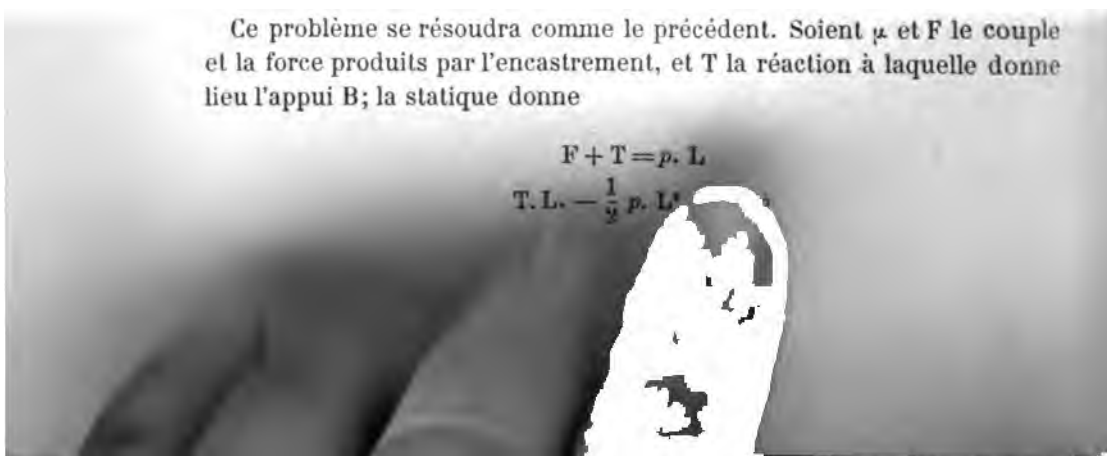 Ce problème se résoudra comme le précédent. Soient μ et F le couple
et la force produits par l'encastrement, et T la réaction à laquelle donne
lieu l'appui B; la statique donne
F + T = p. L
T. L. — 1/2 p. L²